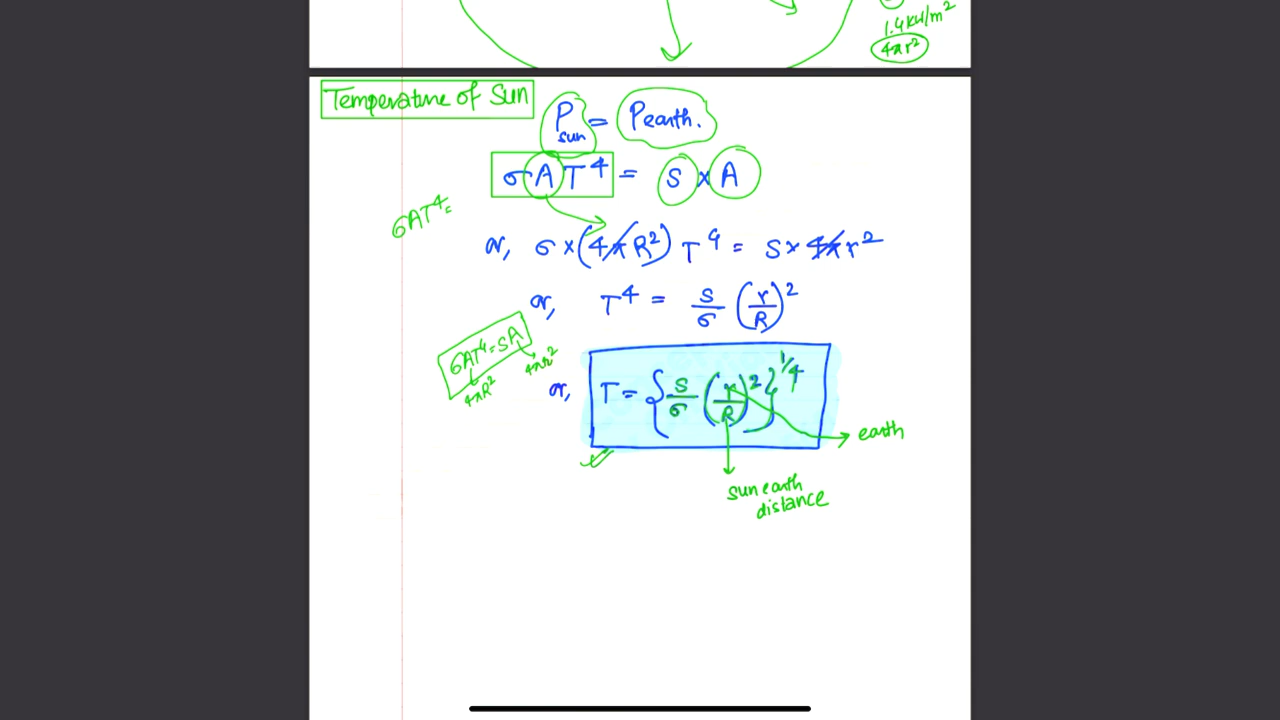 1.4kW/m²
4πr²
Temperature of Sun
P sun = Pearth.
σAT⁴ = S × A
σAT⁴ =
or, σ × (4πR²) T⁴ = S × 4πr²
or, T⁴ = S/σ (r/R)²
σAT⁴ = SA
4πR²
4πr²
or, T = {S/σ (r/R)²}^1/4
earth
sun earth
distance